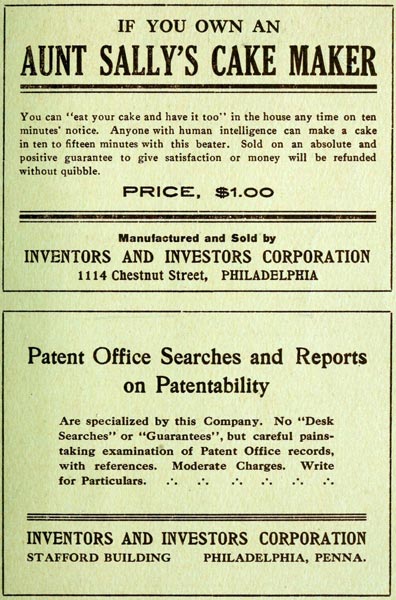 IF YOU OWN AN
AUNT SALLY'S CAKE MAKER
You can "eat your cake and have it too" in the house any time on ten
minutes' notice. Anyone with human intelligence can make a cake
in ten to fifteen minutes with this beater. Sold on an absolute and
positive guarantee to give satisfaction or money will be refunded
without quibble.
PRICE, $1.00
Manufactured and Sold by
INVENTORS AND INVESTORS CORPORATION
1114 Chestnut Street, PHILADELPHIA
Patent Office Searches and Reports
on Patentability
Are specialized by this Company. No "Desk
Searches" or "Guarantees", but careful pains-
taking examination of Patent Office records,
with references. Moderate Charges. Write
for Particulars. ∴ ∴ ∴ ∴ ∴ ∴
INVENTORS AND INVESTORS CORPORATION
STAFFORD BUILDING PHILADELPHIA, PENNA.